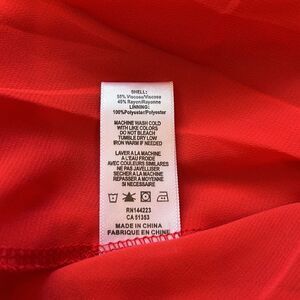 SHELL:
55% Viscose/Viscose
45% Rayon/Rayonne
LINNING:
100%Polyester/Polyester
MACHINE WASH COLD
WITH LIKE COLORS
DO NOT BLEACH
TUMBLE DRY LOW
IRON WARM IF NEEDED
LAVER A LA MACHINE
A L'EAU FROIDE
AVEC COULEURS SIMILAIRES
NE PAS JAVELLISER
SECHER A LA MACHINE
REPASSER A MOYENNE
SI NECESSAIRE
RN144223
CA 51353
MADE IN CHINA
FABRIQUE EN CHINE